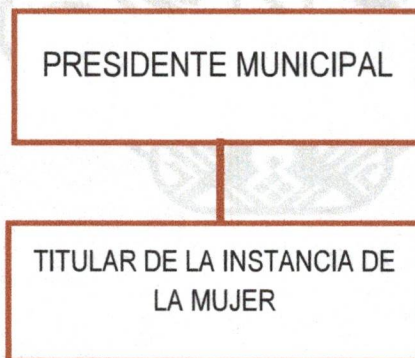 PRESIDENTE MUNICIPAL
TITULAR DE LA INSTANCIA DE
LA MUJER